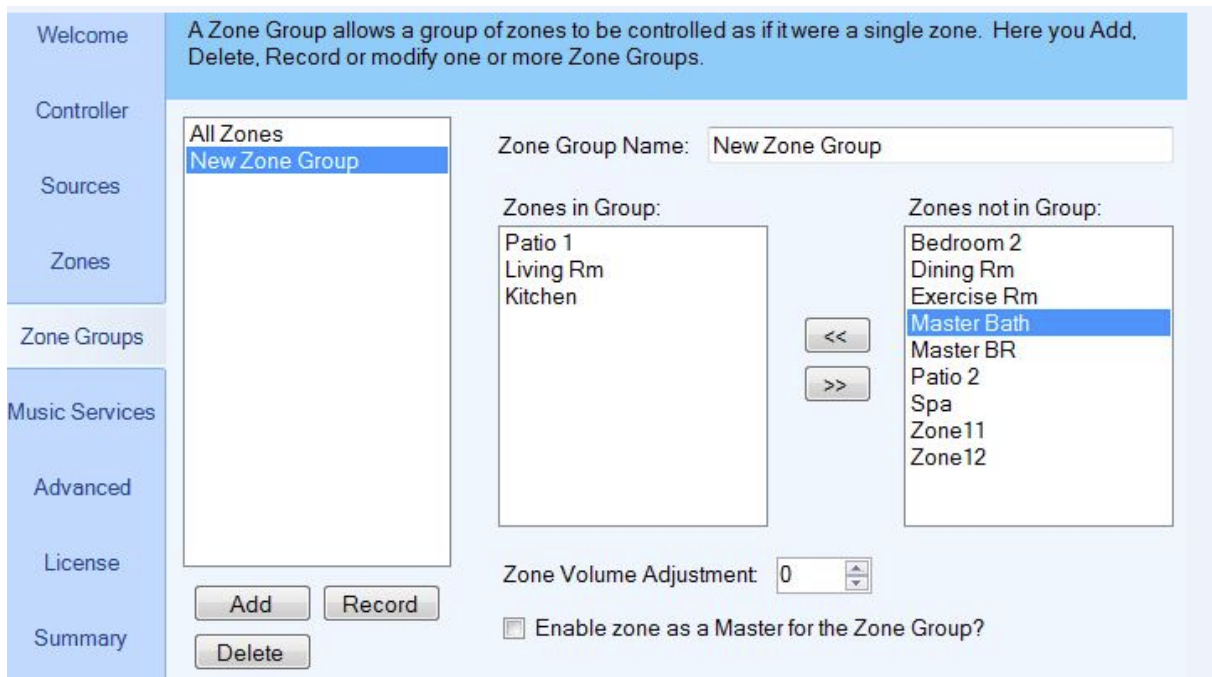 Welcome
Controller
Sources
Zones
Zone Groups
Music Services
Advanced
License
Summary
A Zone Group allows a group of zones to be controlled as if it were a single zone. Here you Add,
Delete, Record or modify one or more Zone Groups.
All Zones
New Zone Group
Add
Record
Delete
Zone Group Name: New Zone Group
Zones in Group:
Patio 1
Living Rm
Kitchen
<<
>>
Zones not in Group:
Bedroom 2
Dining Rm
Exercise Rm
Master Bath
Master BR
Patio 2
Spa
Zone11
Zone12
Zone Volume Adjustment: 0
Enable zone as a Master for the Zone Group?